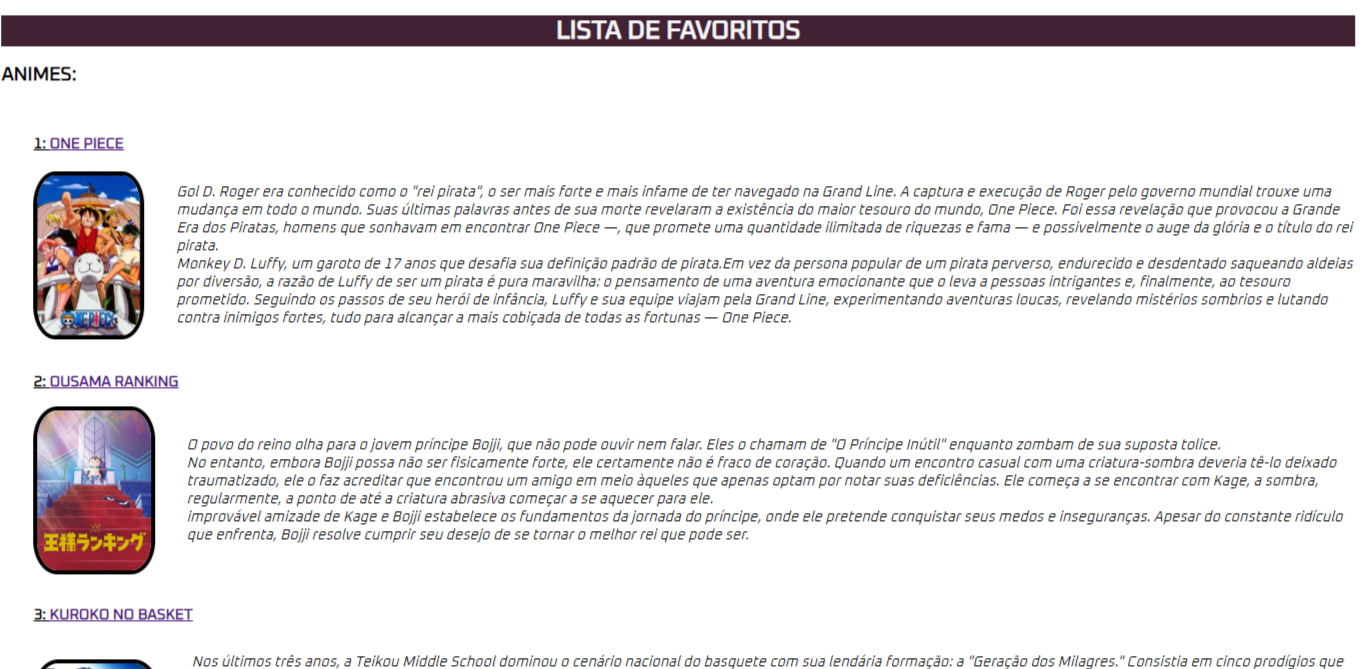 LISTA DE FAVORITOS
ANIMES:
1: ONE PIECE
ONE PIECE
Gol D. Roger era conhecido como o "rei pirata", o ser mais forte e mais infame de ter navegado na Grand Line. A captura e execução de Roger pelo governo mundial trouxe uma
mudança em todo o mundo. Suas últimas palavras antes de sua morte revelaram a existência do maior tesouro do mundo, One Piece. Foi essa revelação que provocou a Grande
Era dos Piratas, homens que sonhavam em encontrar One Piece —, que promete uma quantidade ilimitada de riquezas e fama — e possivelmente o auge da glória e o título do rei
pirata.
Monkey D. Luffy, um garoto de 17 anos que desafia sua definição padrão de pirata.Em vez da persona popular de um pirata perverso, endurecido e desdentado saqueando aldeias
por diversão, a razão de Luffy de ser um pirata é pura maravilha: o pensamento de uma aventura emocionante que o leva a pessoas intrigantes e, finalmente, ao tesouro
prometido. Seguindo os passos de seu herói de infância, Luffy e sua equipe viajam pela Grand Line, experimentando aventuras loucas, revelando mistérios sombrios e lutando
contra inimigos fortes, tudo para alcançar a mais cobiçada de todas as fortunas — One Piece.
2: OUSAMA RANKING
王様ランキング
O povo do reino olha para o jovem príncipe Bojji, que não pode ouvir nem falar. Eles o chamam de "O Príncipe Inútil" enquanto zombam de sua suposta tolice.
No entanto, embora Bojji possa não ser fisicamente forte, ele certamente não é fraco de coração. Quando um encontro casual com uma criatura-sombra deveria tê-lo deixado
traumatizado, ele o faz acreditar que encontrou um amigo em meio àqueles que apenas optam por notar suas deficiências. Ele começa a se encontrar com Kage, a sombra,
regularmente, a ponto de até a criatura abrasiva começar a se aquecer para ele.
improvável amizade de Kage e Bojji estabelece os fundamentos da jornada do príncipe, onde ele pretende conquistar seus medos e inseguranças. Apesar do constante ridículo
que enfrenta, Bojji resolve cumprir seu desejo de se tornar o melhor rei que pode ser.
3: KUROKO NO BASKET
Nos últimos três anos, a Teikou Middle School dominou o cenário nacional do basquete com sua lendária formação: a "Geração dos Milagres." Consistia em cinco prodígios que